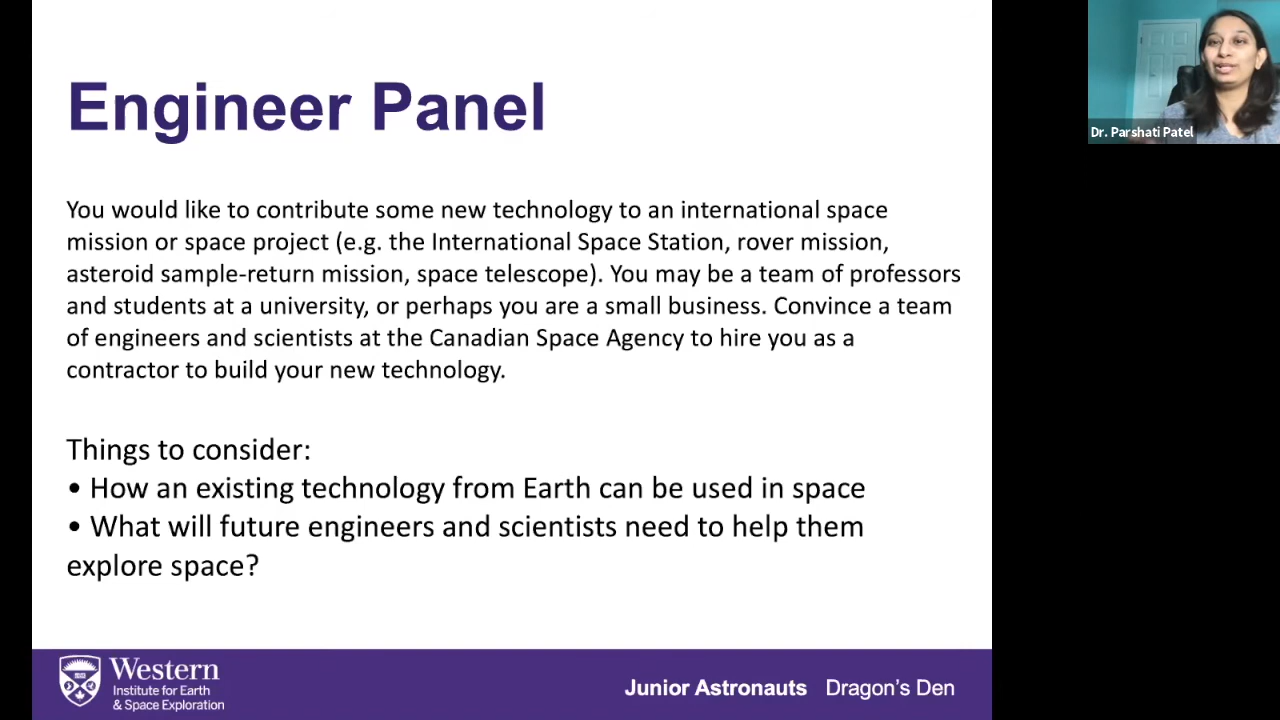 Engineer Panel
You would like to contribute some new technology to an international space
mission or space project (e.g. the International Space Station, rover mission,
asteroid sample-return mission, space telescope). You may be a team of professors
and students at a university, or perhaps you are a small business. Convince a team
of engineers and scientists at the Canadian Space Agency to hire you as a
contractor to build your new technology.
Things to consider:
• How an existing technology from Earth can be used in space
• What will future engineers and scientists need to help them
explore space?
Western
Institute for Earth
& Space Exploration
Junior Astronauts Dragon's Den
Dr. Parshati Patel